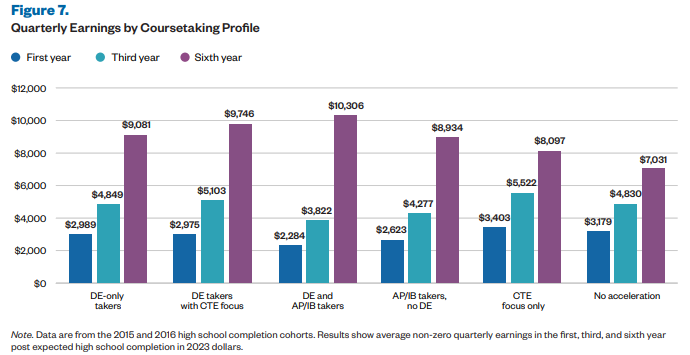 Figure 7.
Quarterly Earnings by Coursetaking Profile
First year Third year Sixth year
$12,000
$10,000
$8,000
$6,000
$4,000
$2,000
$0
$2,989 $4,849 $9,081
$2,975 $5,103 $9,746
$2,284 $3,822 $10,306
$2,623 $4,277 $8,934
$3,403 $5,522 $8,097
$3,179 $4,830 $7,031
DE-only
takers
DE takers
with CTE focus
DE and
AP/IB takers
AP/IB takers,
no DE
CTE
focus only
No acceleration
Note. Data are from the 2015 and 2016 high school completion cohorts. Results show average non-zero quarterly earnings in the first, third, and sixth year
post expected high school completion in 2023 dollars.